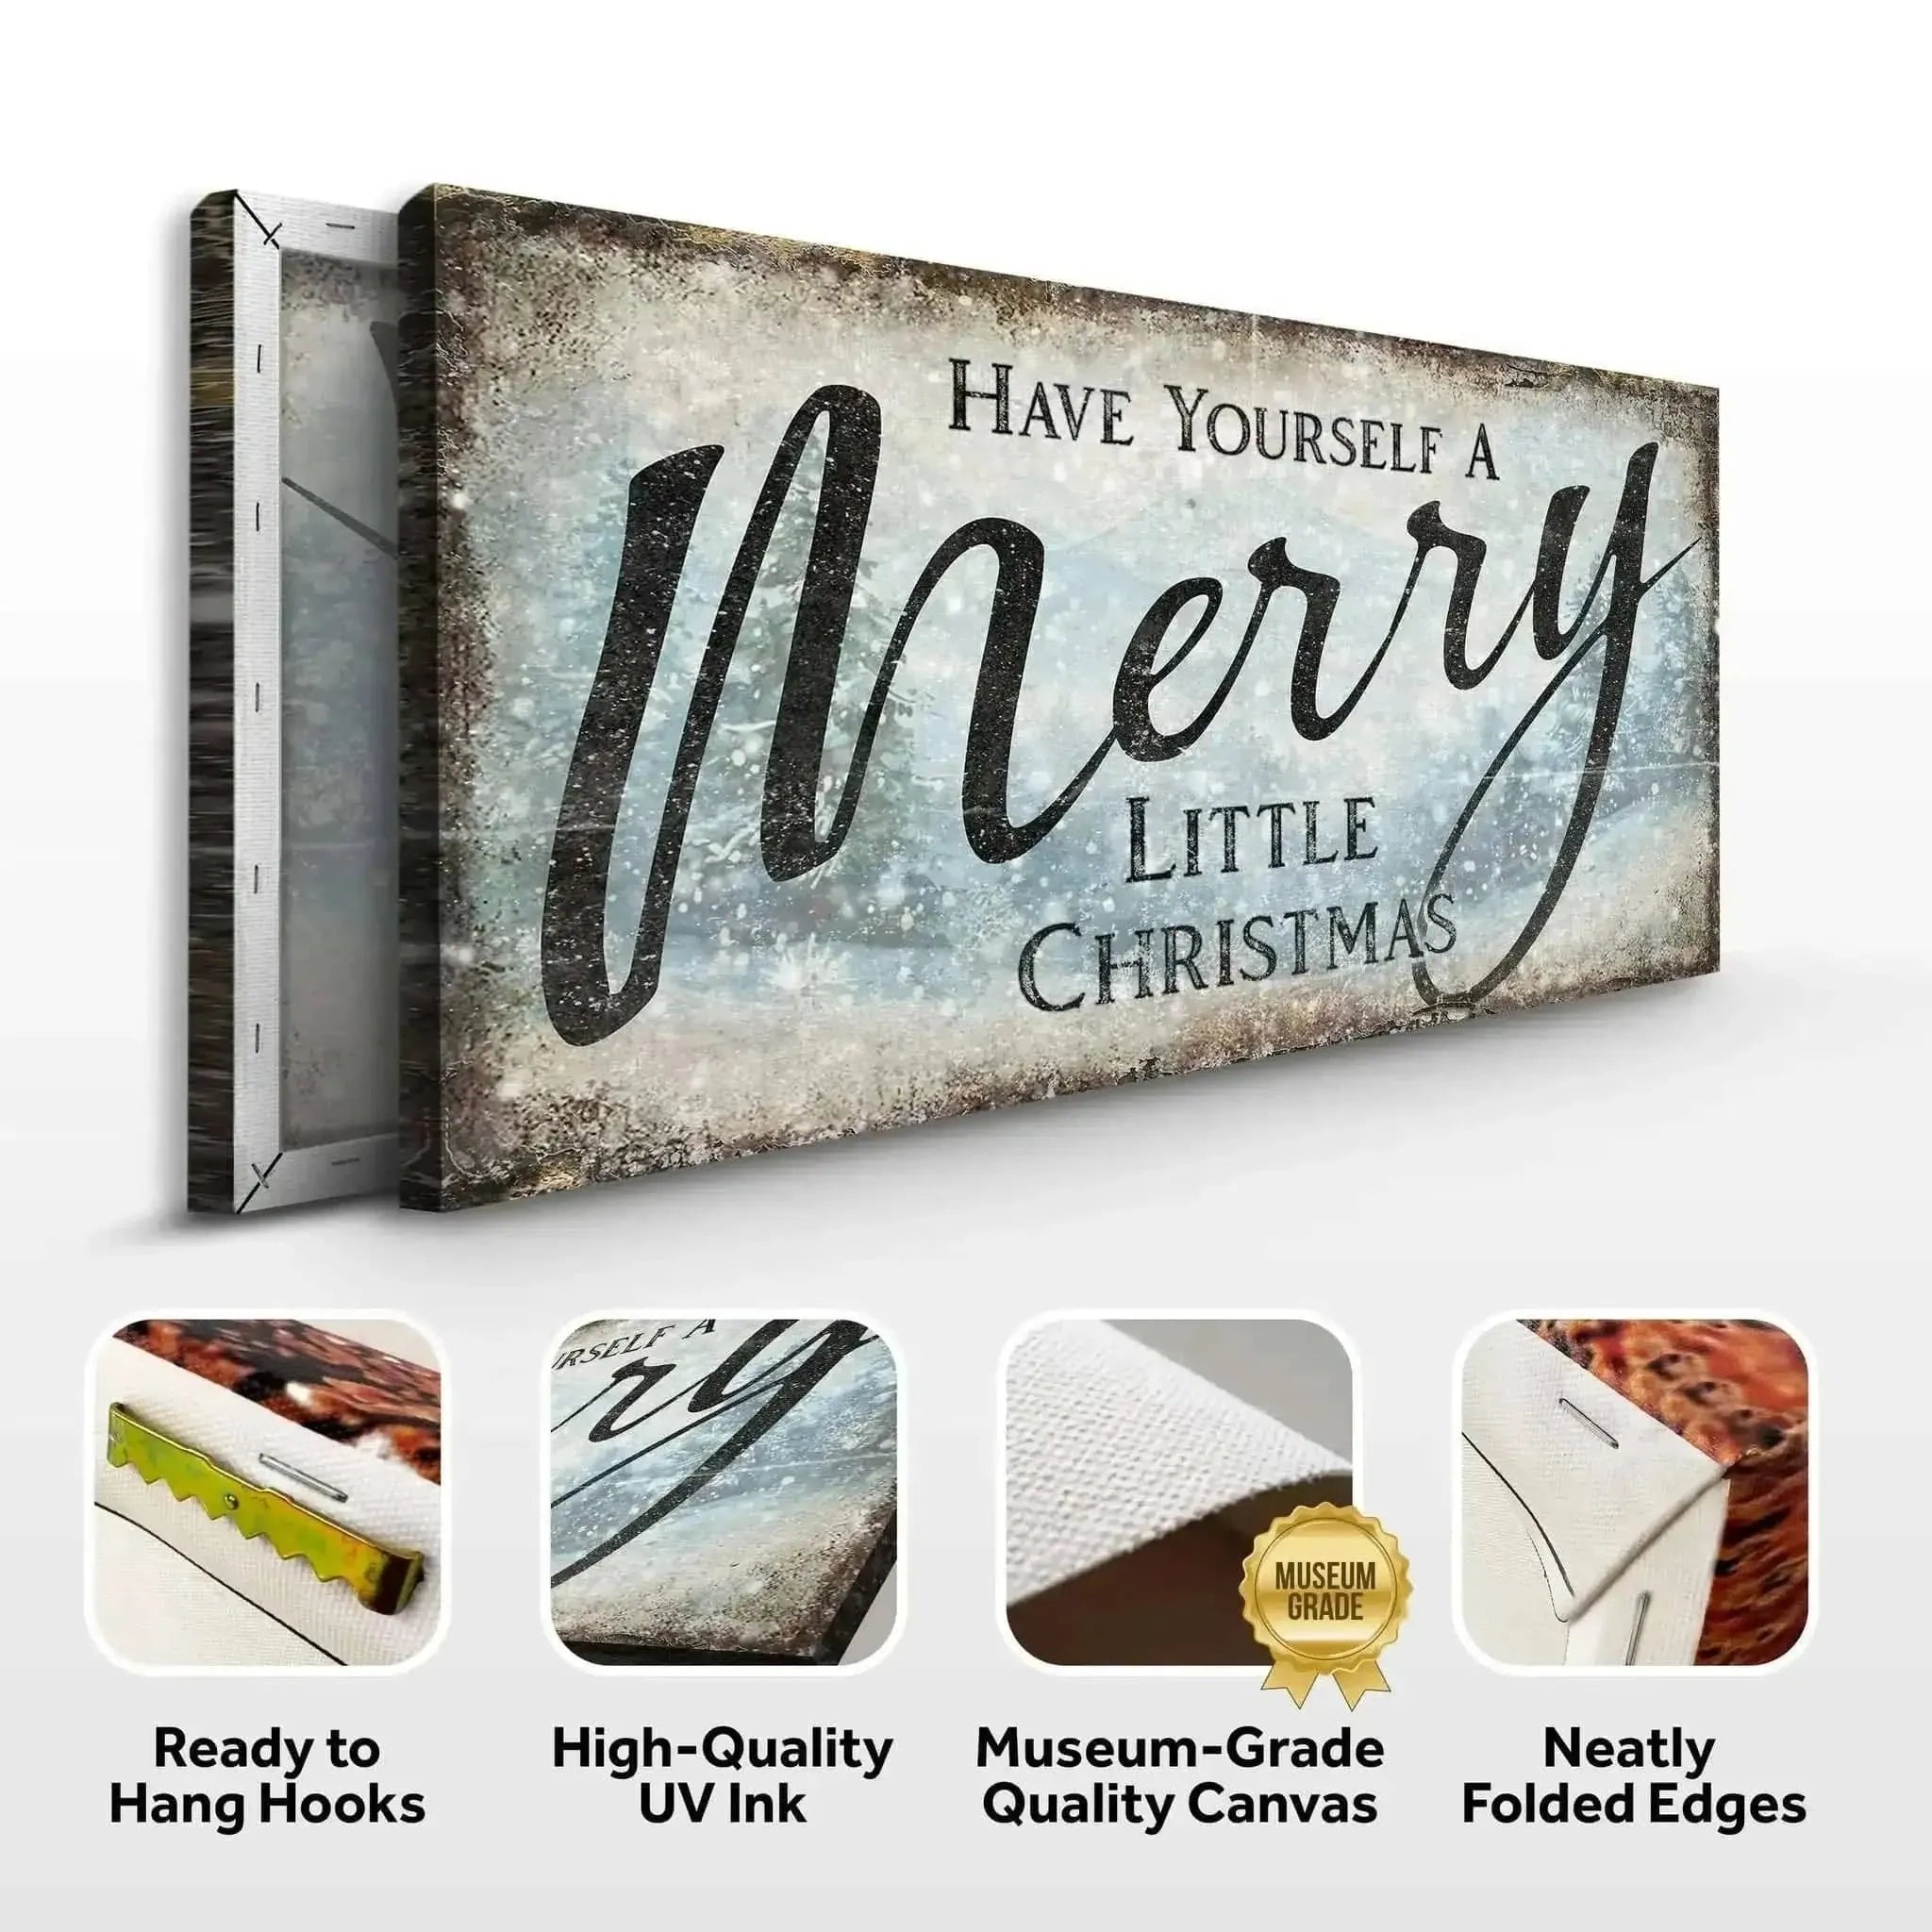 HAVE YOURSELF A
Merry
LITTLE
CHRISTMAS
URSELF A
ry
MUSEUM
GRADE
Ready to
Hang Hooks
High-Quality
UV Ink
Museum-Grade
Quality Canvas
Neatly
Folded Edges